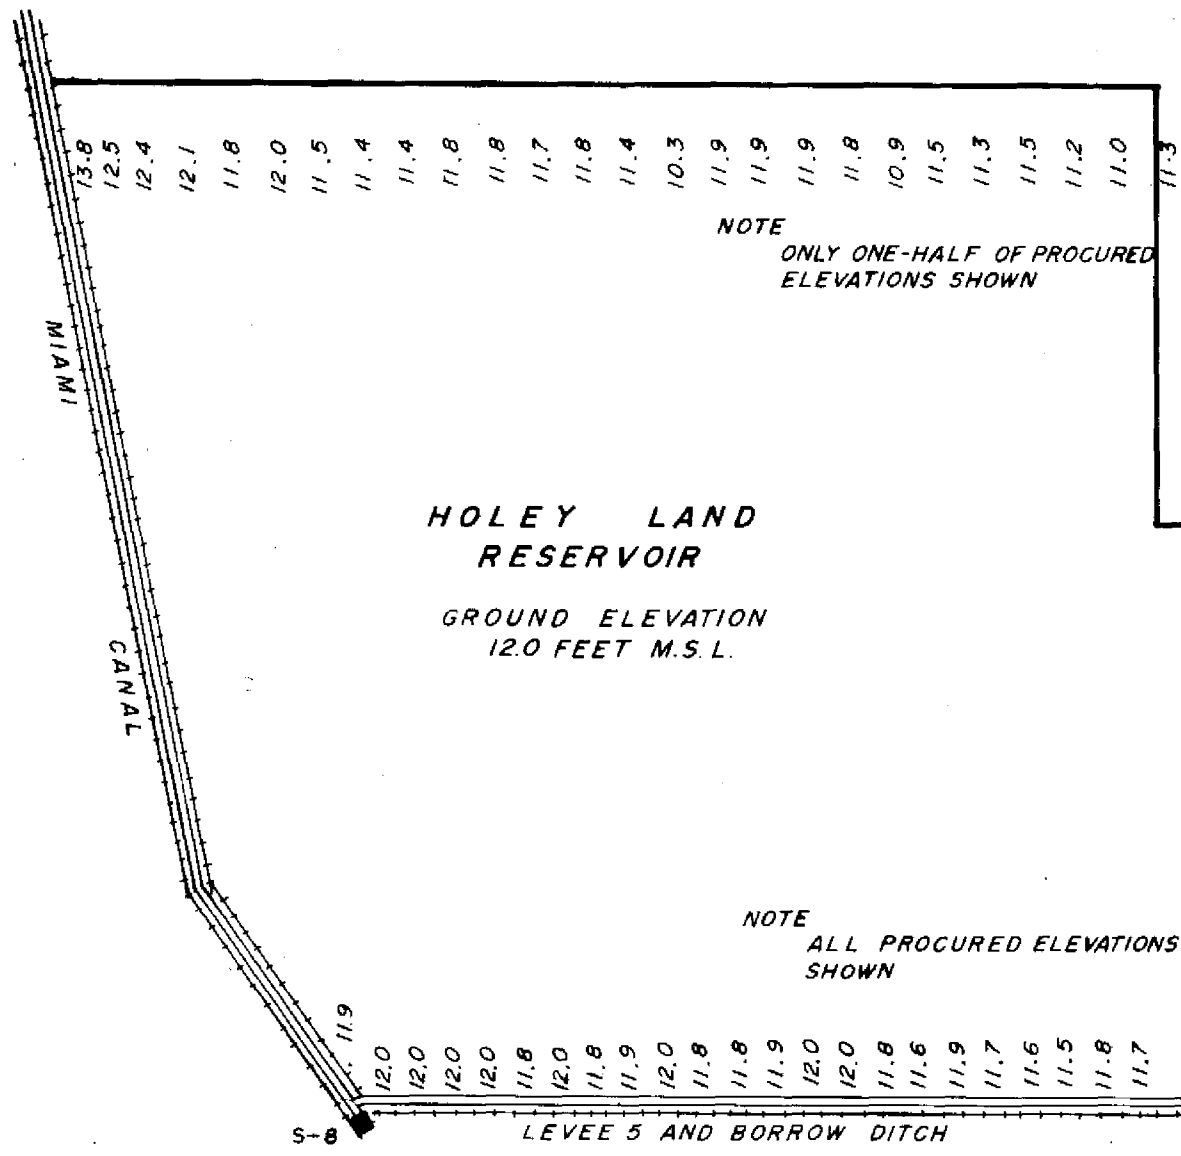 13.8 12.5 12.4 12.1 11.8 12.0 11.5 11.4 11.4 11.8 11.8 11.7 11.8 11.4 10.3 11.9 11.9 11.9 11.8 10.9 11.5 11.3 11.5 11.2 11.0 11.3
NOTE
ONLY ONE-HALF OF PROCURED
ELEVATIONS SHOWN
MIAMI
CANAL
HOLEY LAND
RESERVOIR
GROUND ELEVATION
12.0 FEET M.S.L.
NOTE
ALL PROCURED ELEVATIONS
SHOWN
11.9 12.0 12.0 12.0 12.0 11.8 12.0 11.8 11.9 12.0 11.8 11.8 11.9 12.0 12.0 11.8 11.6 11.9 11.7 11.6 11.5 11.8 11.7
S-8
LEVEE 5 AND BORROW DITCH